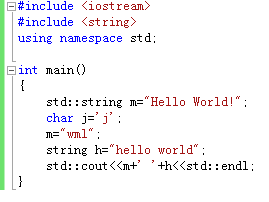 #include <iostream>
#include <string>
using namespace std;
int main()
{
std::string m="Hello World!";
char j='j';
m="wml";
string h="hello world";
std::cout<<m+' '+h<<std::endl;
}